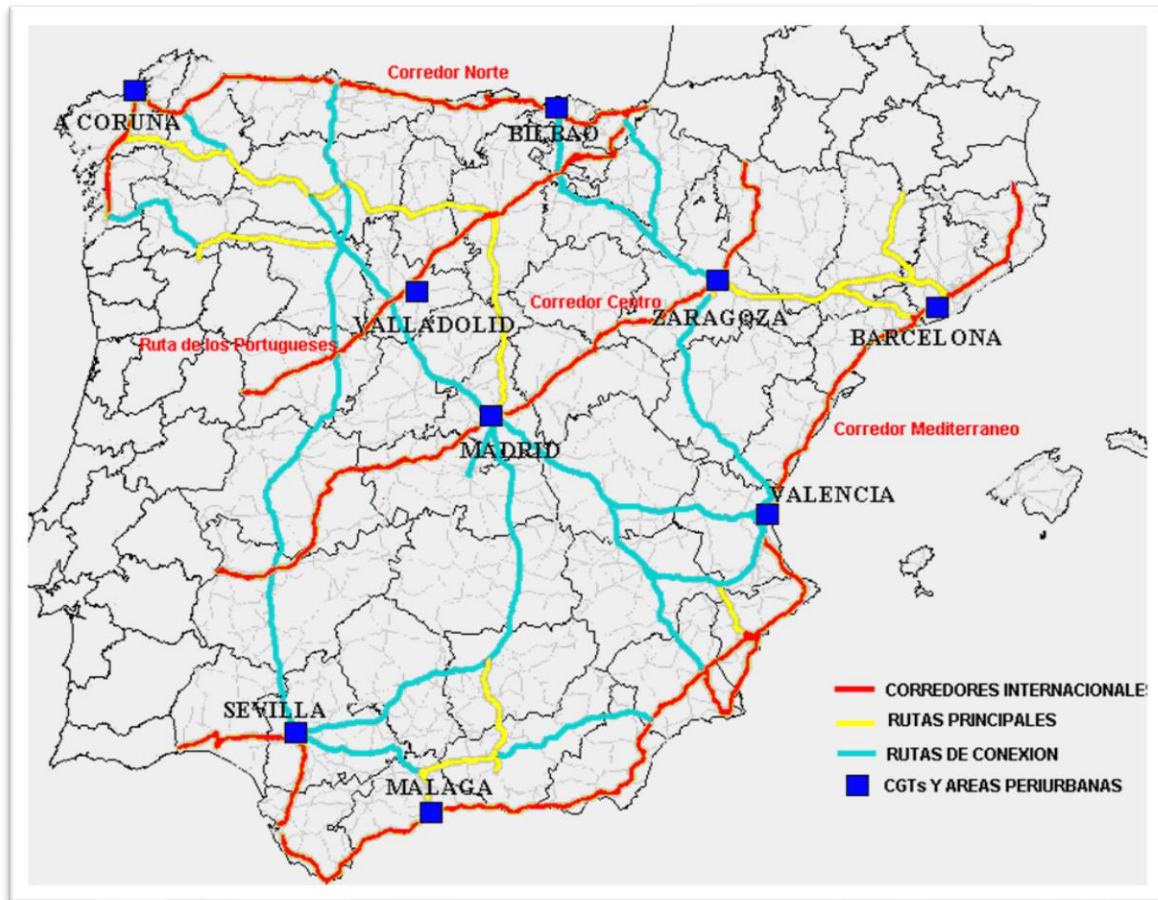 Corredor Norte
A CORUÑA
BILBAO
Corredor Centro
ZARAGOZA
VALLADOLID
BARCELONA
Ruta de los Portugueses
MADRID
Corredor Mediterraneo
VALENCIA
CORREDORES INTERNACIONALES
SEVILLA
RUTAS PRINCIPALES
RUTAS DE CONEXION
MALAGA
CGTs Y AREAS PERIURBANAS